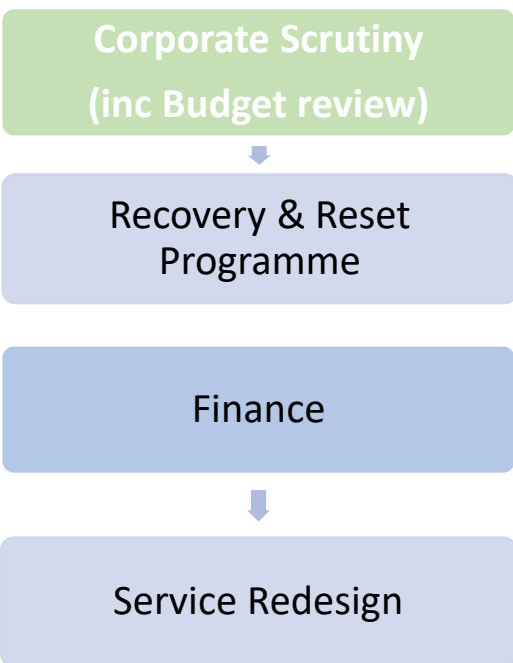 Corporate Scrutiny
(inc Budget review)
Recovery & Reset
Programme
Finance
Service Redesign